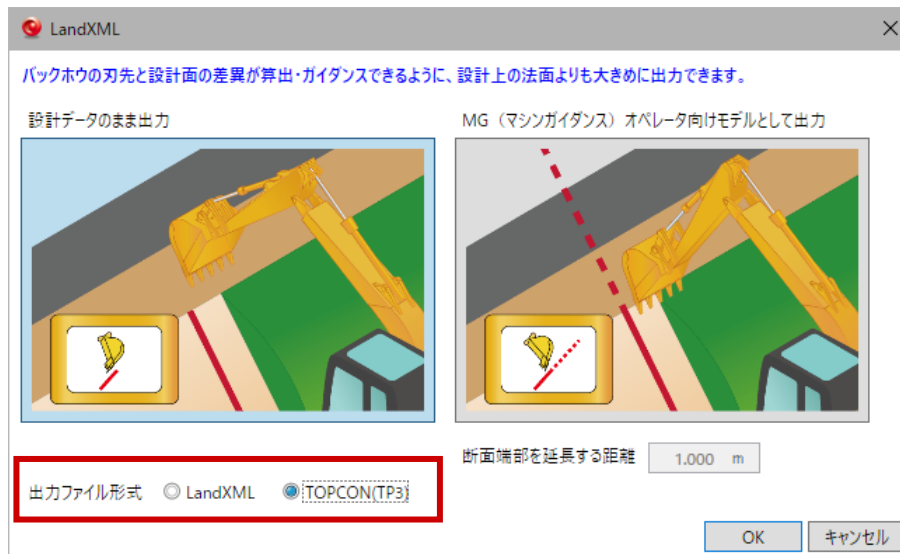 LandXML
バックホウの刃先と設計面の差異が算出・ガイダンスできるように、設計上の法面よりも大きめに出力できます。
設計データのまま出力
MG（マシンガイダンス）オペレータ向けモデルとして出力
断面端部を延長する距離 1.000 m
出力ファイル形式 LandXML TOPCON(TP3)
OK キャンセル